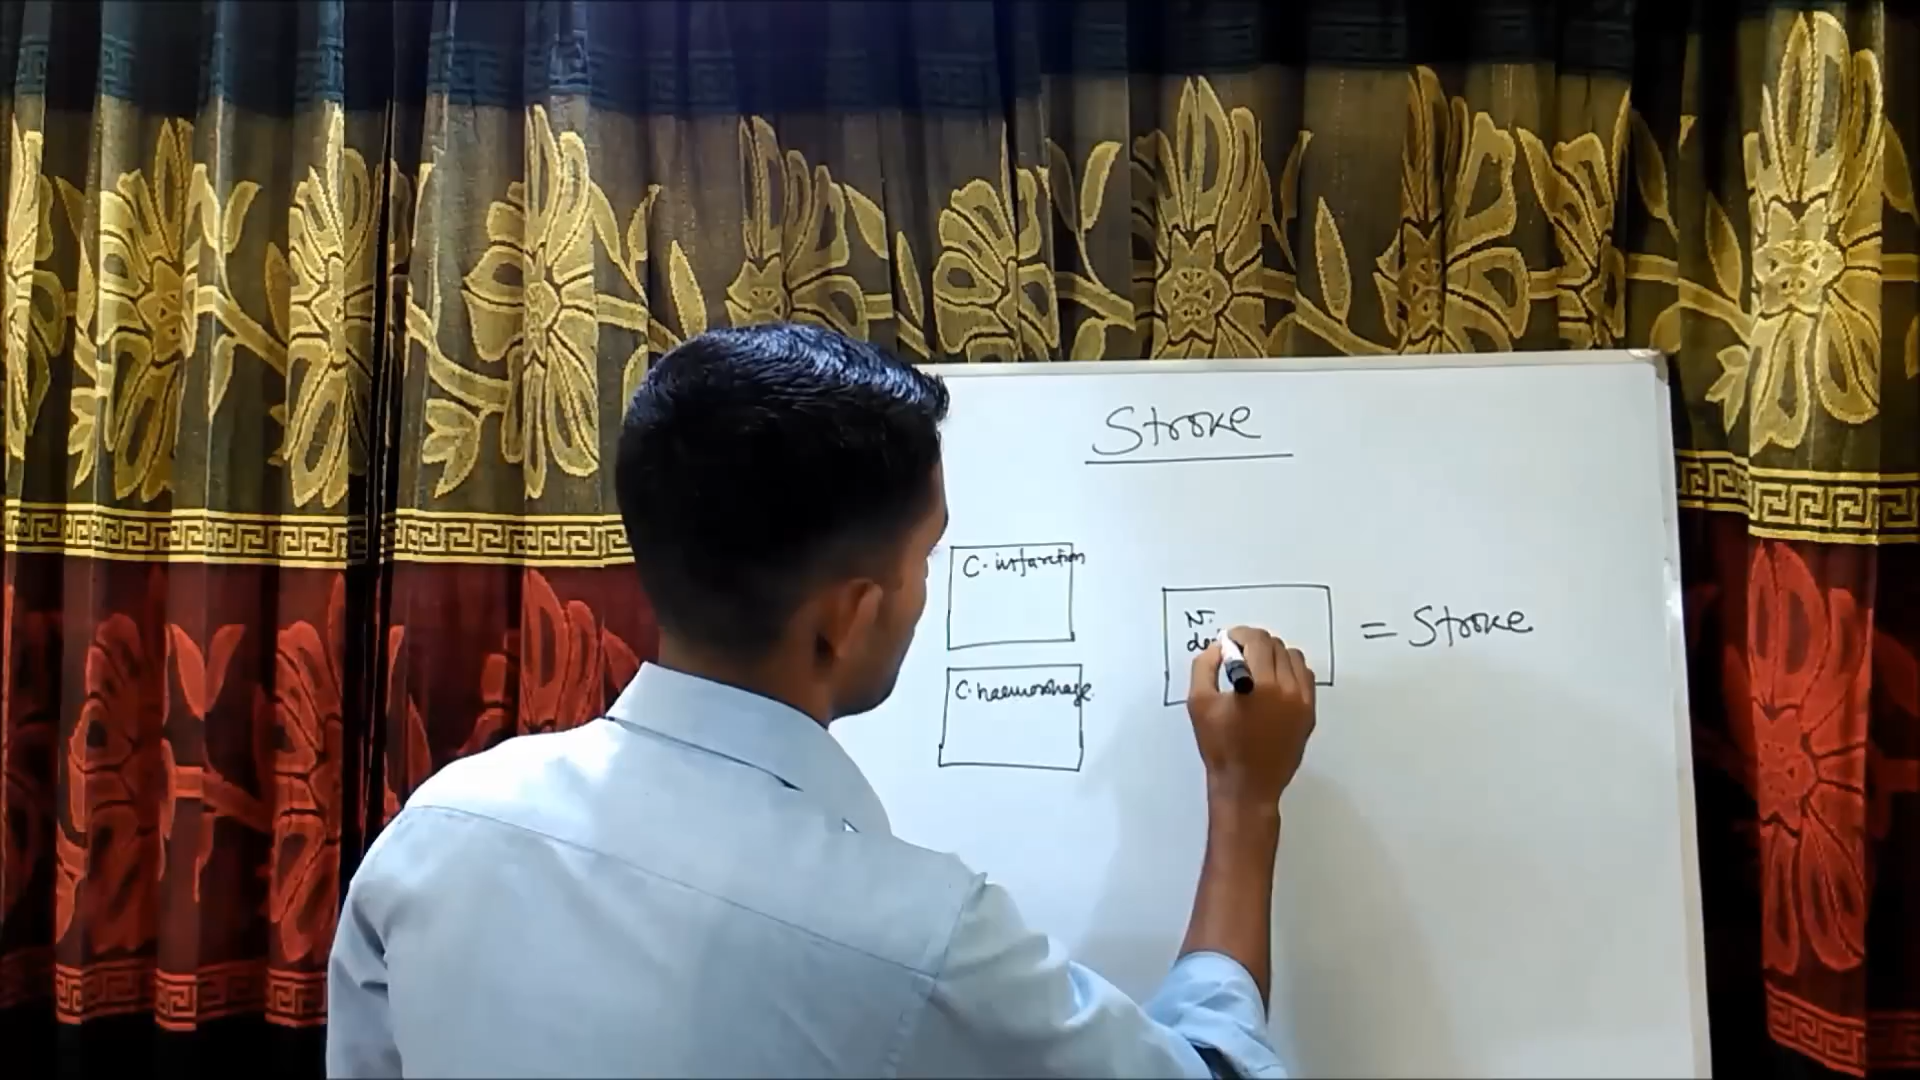 Stroke
C. infarction
C. haemorrhage
N.
= Stroke